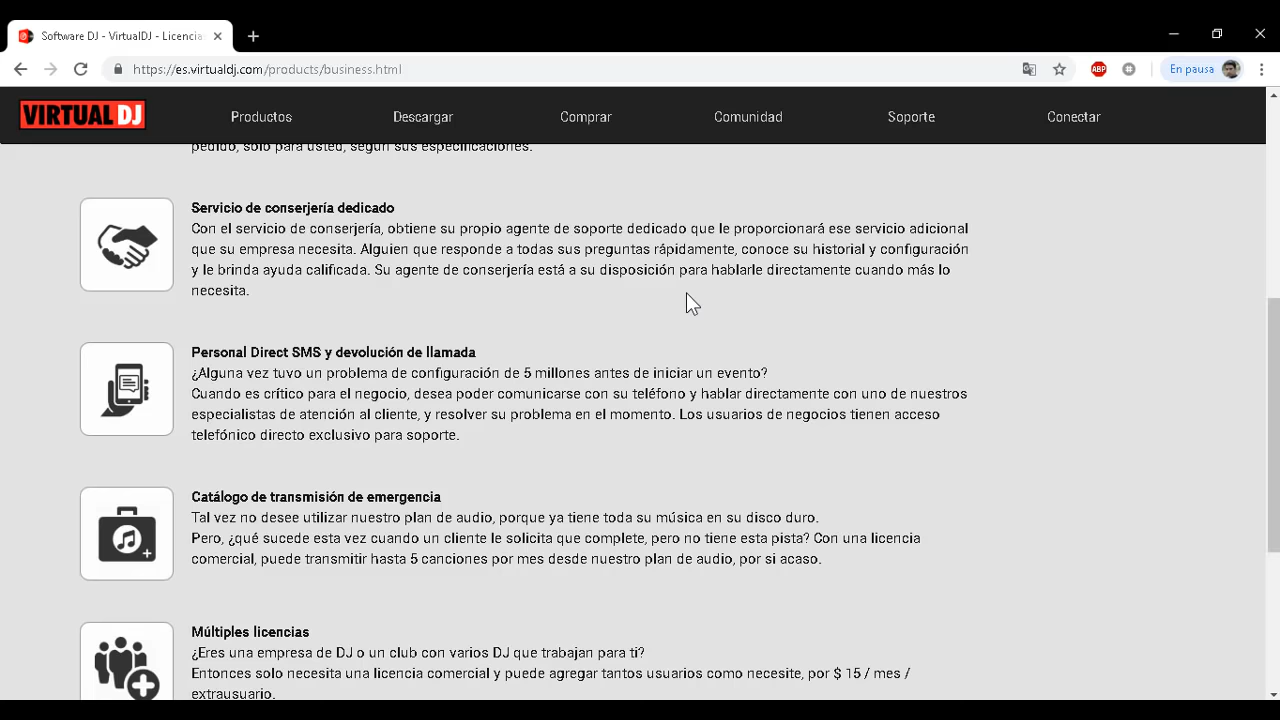 Software DJ - VirtualDJ - Licencia
https://es.virtualdj.com/products/business.html
ABP
En pausa
VIRTUAL DJ
Productos
Descargar
Comprar
Comunidad
Soporte
Conectar
pedido, solo para usted, según sus especificaciones.
Servicio de conserjería dedicado
Con el servicio de conserjería, obtiene su propio agente de soporte dedicado que le proporcionará ese servicio adicional
que su empresa necesita. Alguien que responde a todas sus preguntas rápidamente, conoce su historial y configuración
y le brinda ayuda calificada. Su agente de conserjería está a su disposición para hablarle directamente cuando más lo
necesita.
Personal Direct SMS y devolución de llamada
¿Alguna vez tuvo un problema de configuración de 5 millones antes de iniciar un evento?
Cuando es crítico para el negocio, desea poder comunicarse con su teléfono y hablar directamente con uno de nuestros
especialistas de atención al cliente, y resolver su problema en el momento. Los usuarios de negocios tienen acceso
telefónico directo exclusivo para soporte.
Catálogo de transmisión de emergencia
Tal vez no desee utilizar nuestro plan de audio, porque ya tiene toda su música en su disco duro.
Pero, ¿qué sucede esta vez cuando un cliente le solicita que complete, pero no tiene esta pista? Con una licencia
comercial, puede transmitir hasta 5 canciones por mes desde nuestro plan de audio, por si acaso.
Múltiples licencias
¿Eres una empresa de DJ o un club con varios DJ que trabajan para ti?
Entonces solo necesita una licencia comercial y puede agregar tantos usuarios como necesite, por $ 15 / mes /
extrausuario.